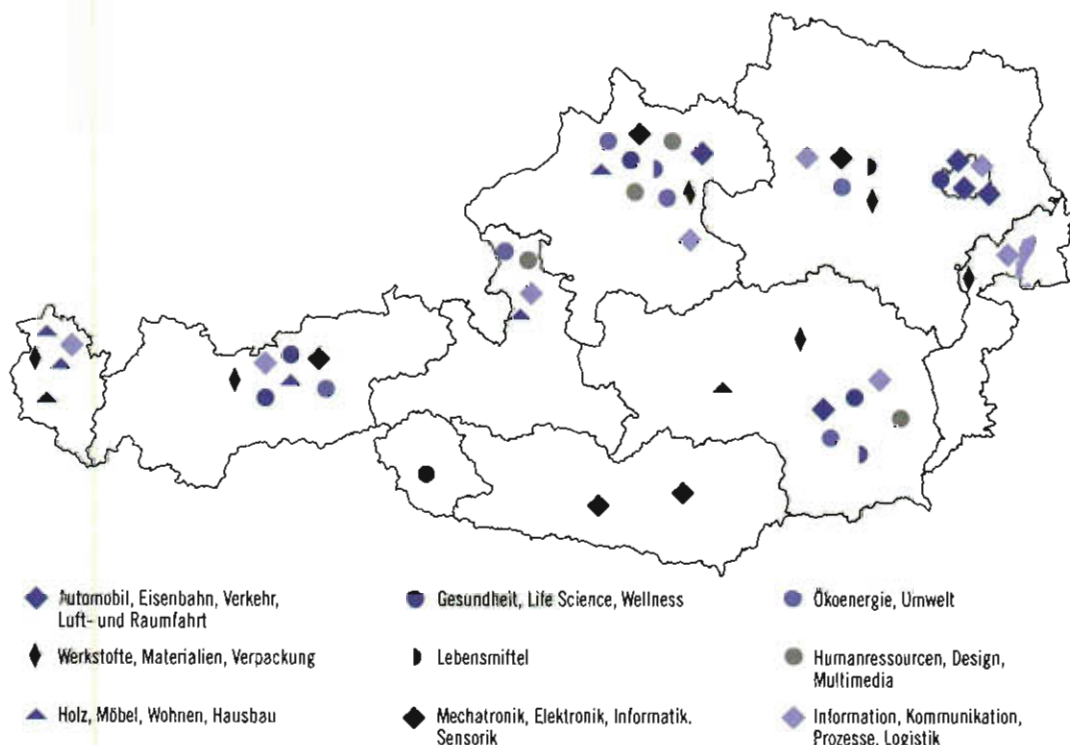 Automobil, Eisenbahn, Verkehr,
Luft- und Raumfahrt
Werkstofte, Materialien, Verpackung
Holz, Möbel, Wohnen, Hausbau
Gesundheit, Life Science, Wellness
Lebensmittel
Mechatronik, Elektronik, Informatik.
Sensorik
Ökoenergie, Umwelt
Humanressourcen, Design,
Multimedia
Information, Kommunikation,
Prozesse, Logistik